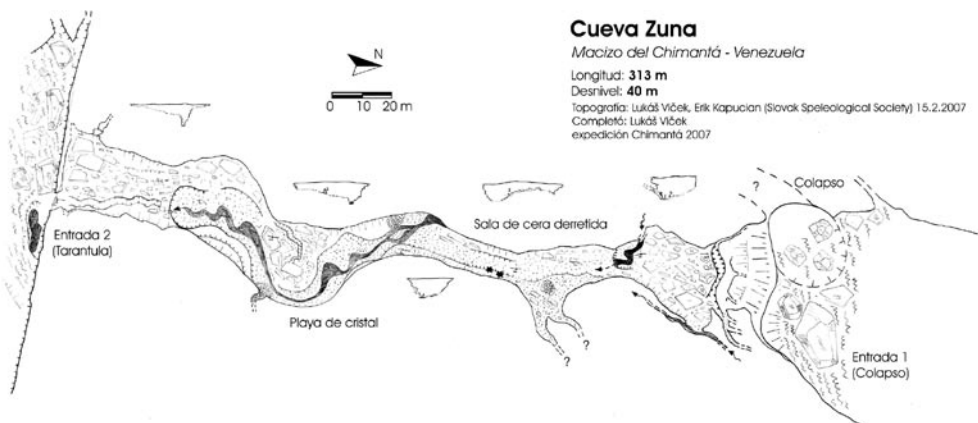 Cueva Zuna
Macizo del Chimantá - Venezuela
Longitud: 313 m
Desnivel: 40 m
Topografía: Lukáš Vlček, Erik Kapucian (Slovak Speleological Society) 15.2.2007
Completó: Lukáš Vlček
expedición Chimantá 2007
N
0 10 20 m
?
Colapso
Sala de cera derretida
Entrada 2
(Tarantula)
Playa de cristal
?
?
Entrada 1
(Colapso)